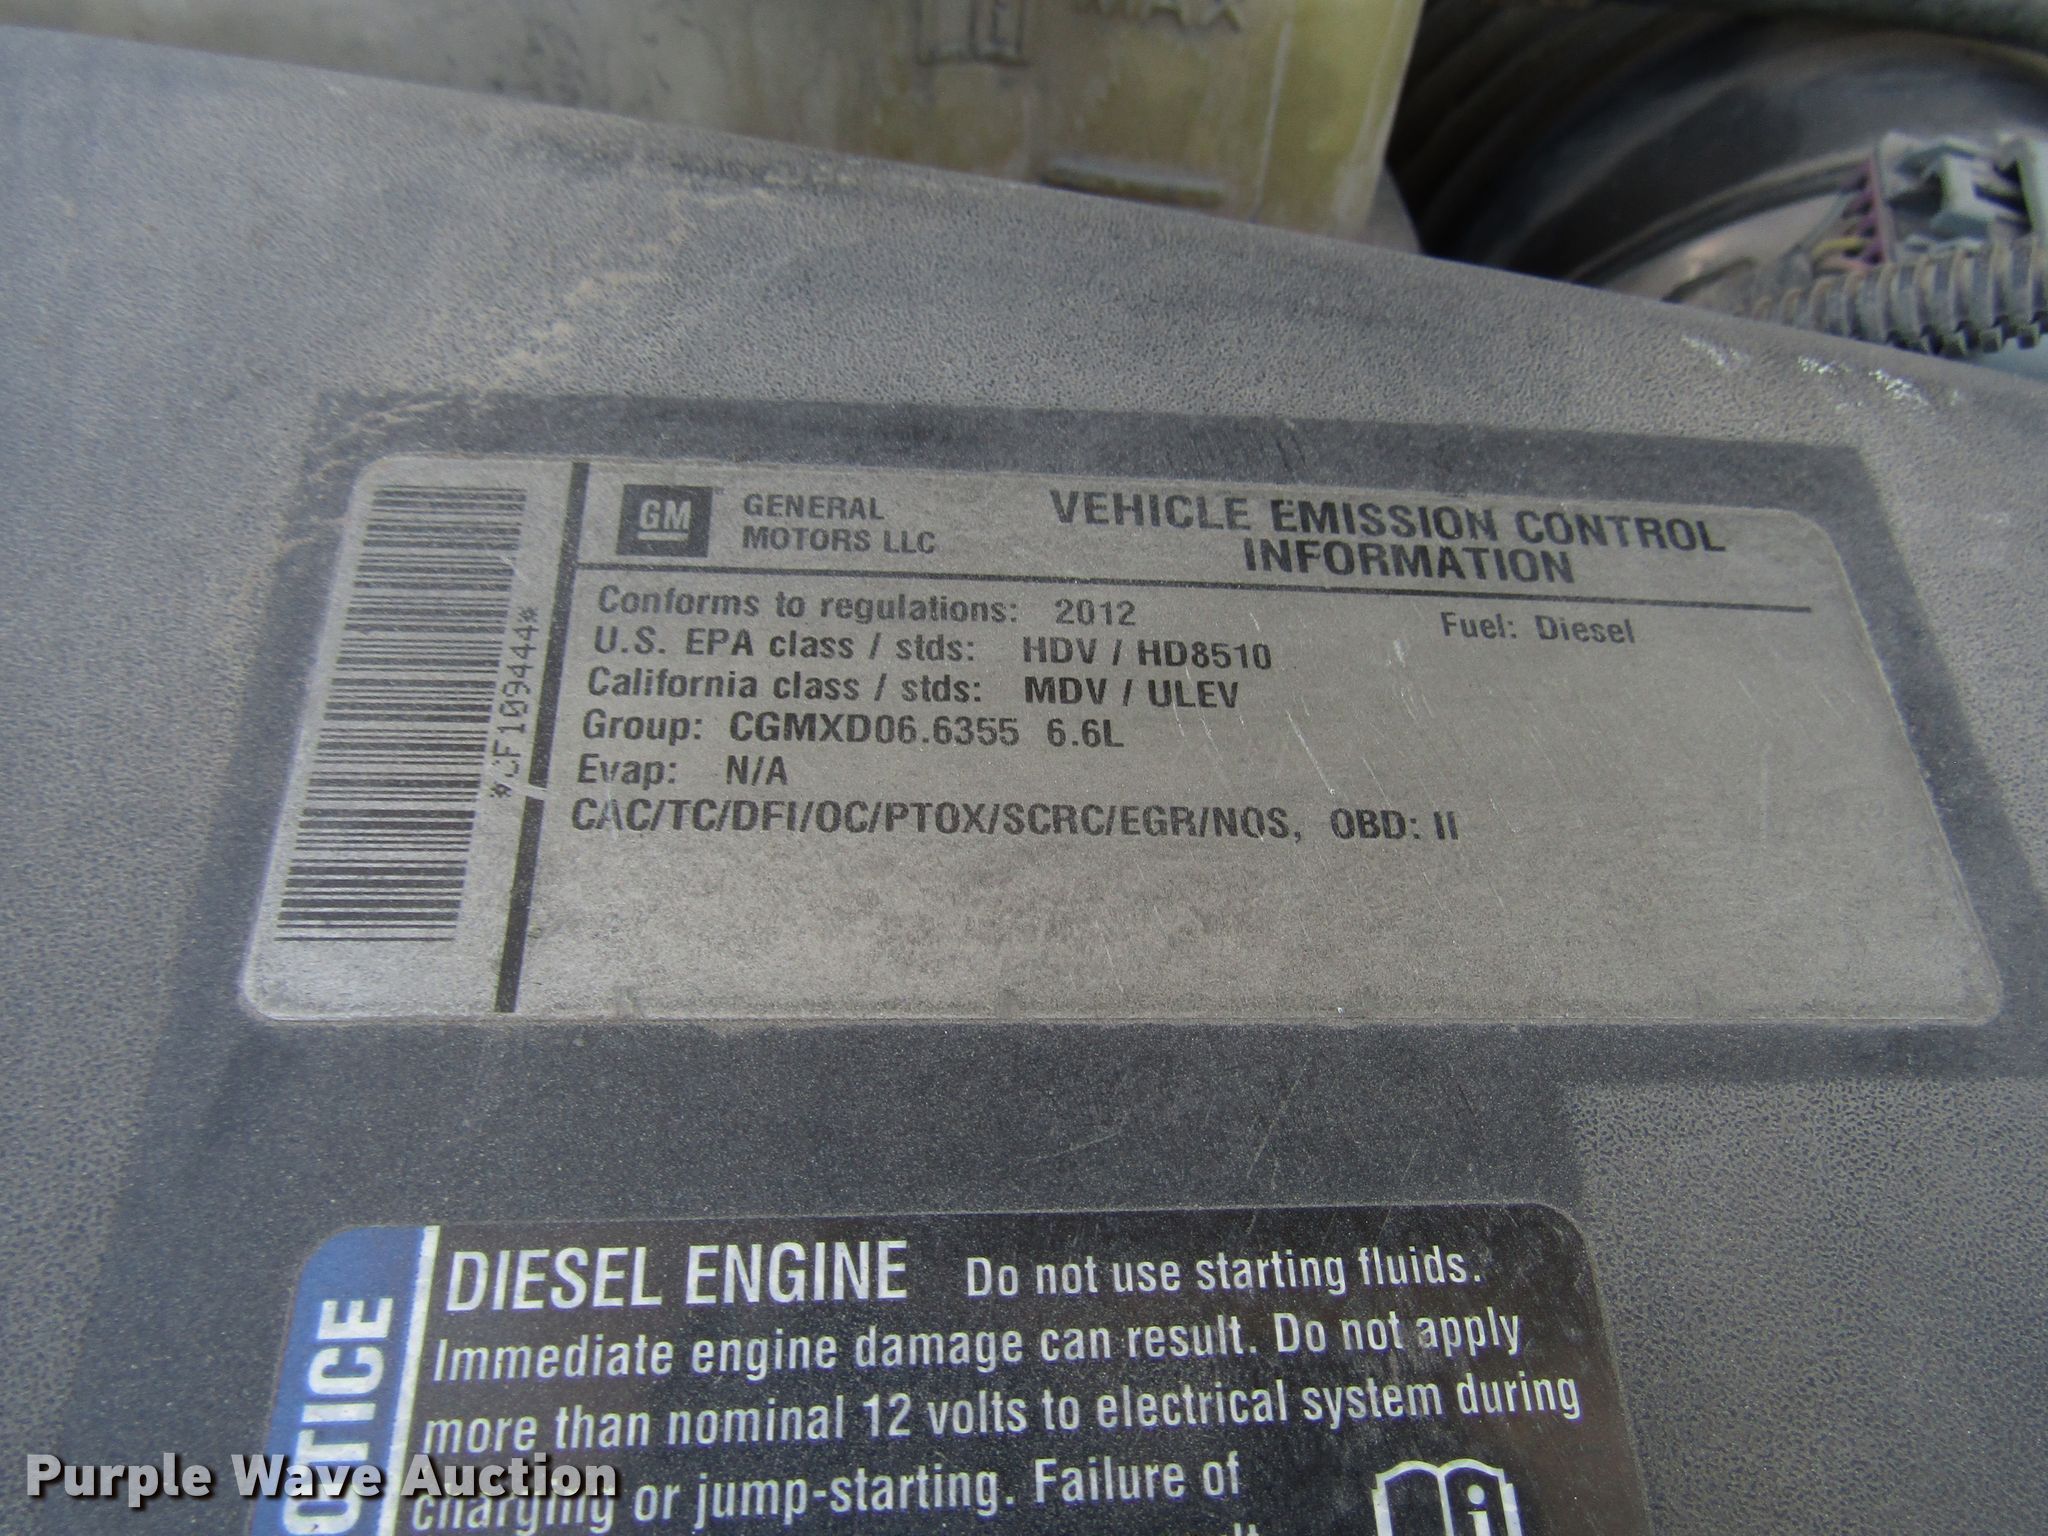 MAX
GM
GENERAL
MOTORS LLC
VEHICLE EMISSION CONTROL
INFORMATION
Conforms to regulations: 2012
Fuel: Diesel
U.S. EPA class / stds: HDV / HD8510
California class / stds: MDV / ULEV
Group: CGMXD06.6355 6.6L
Evap: N/A
CAC/TC/DFI/OC/PTOX/SCRC/EGR/NOS, OBD: II
OTICE
DIESEL ENGINE Do not use starting fluids.
Immediate engine damage can result. Do not apply
more than nominal 12 volts to electrical system during
charging or jump-starting. Failure of
Purple Wave Auction